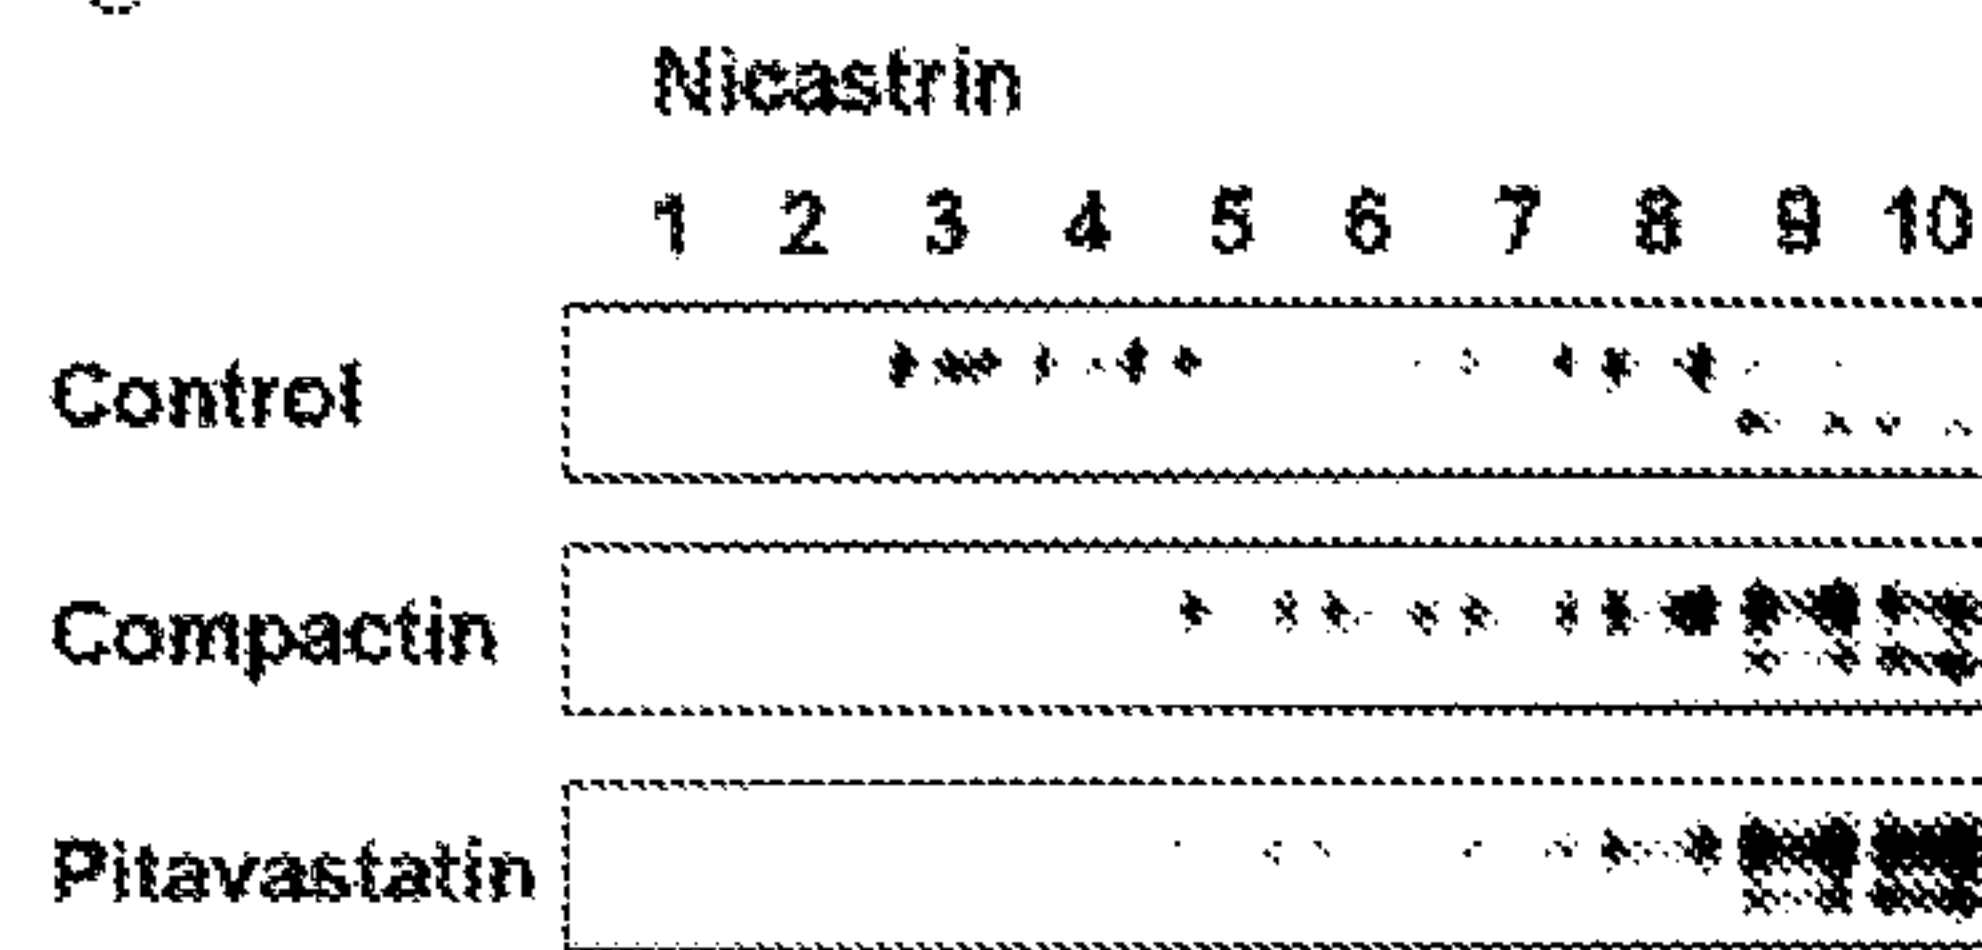 Nicastrin
1 2 3 4 5 6 7 8 9 10
Control
Compactin
Pitavastatin